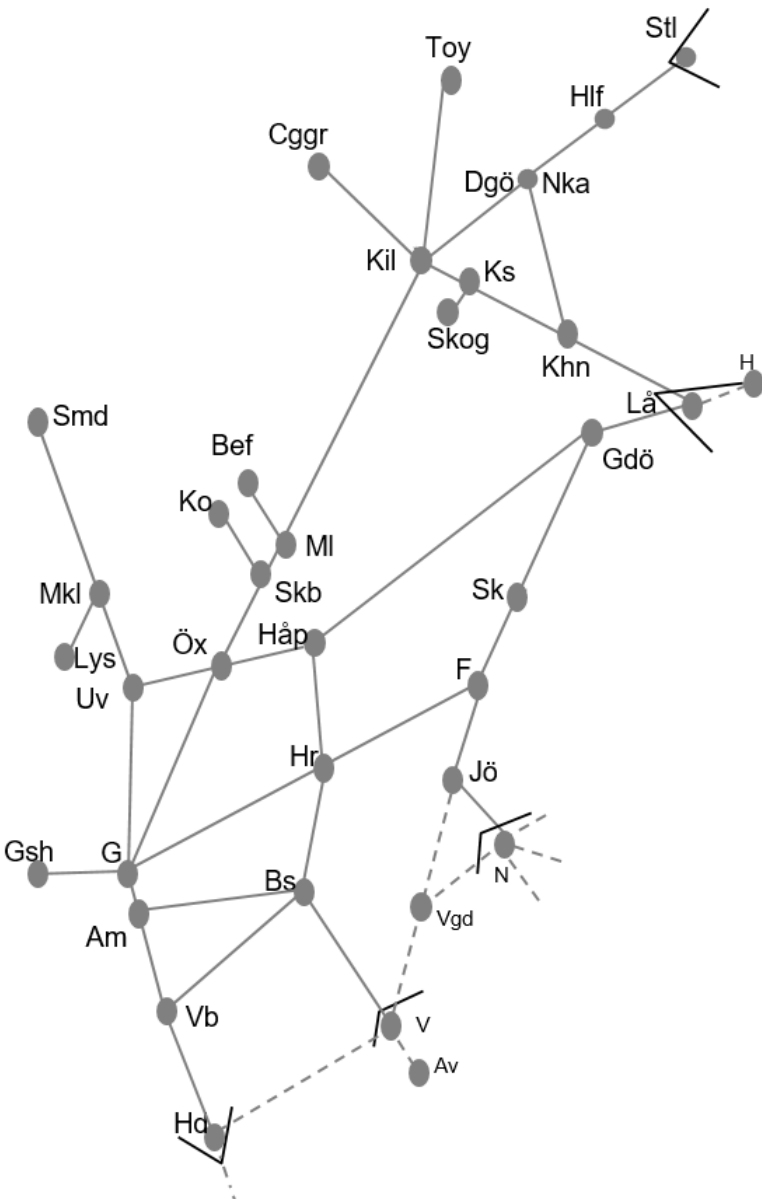 Stl
Toy
Hlf
Cggr
Dgö
Nka
Kil
Ks
Skog
Khn
H
Lå
Smd
Gdö
Bef
Ko
Ml
Mkl
Skb
Sk
Håp
Öx
Lys
Uv
F
Hr
Jö
Gsh
G
N
Bs
Am
Vgd
Vb
V
Av
Hd